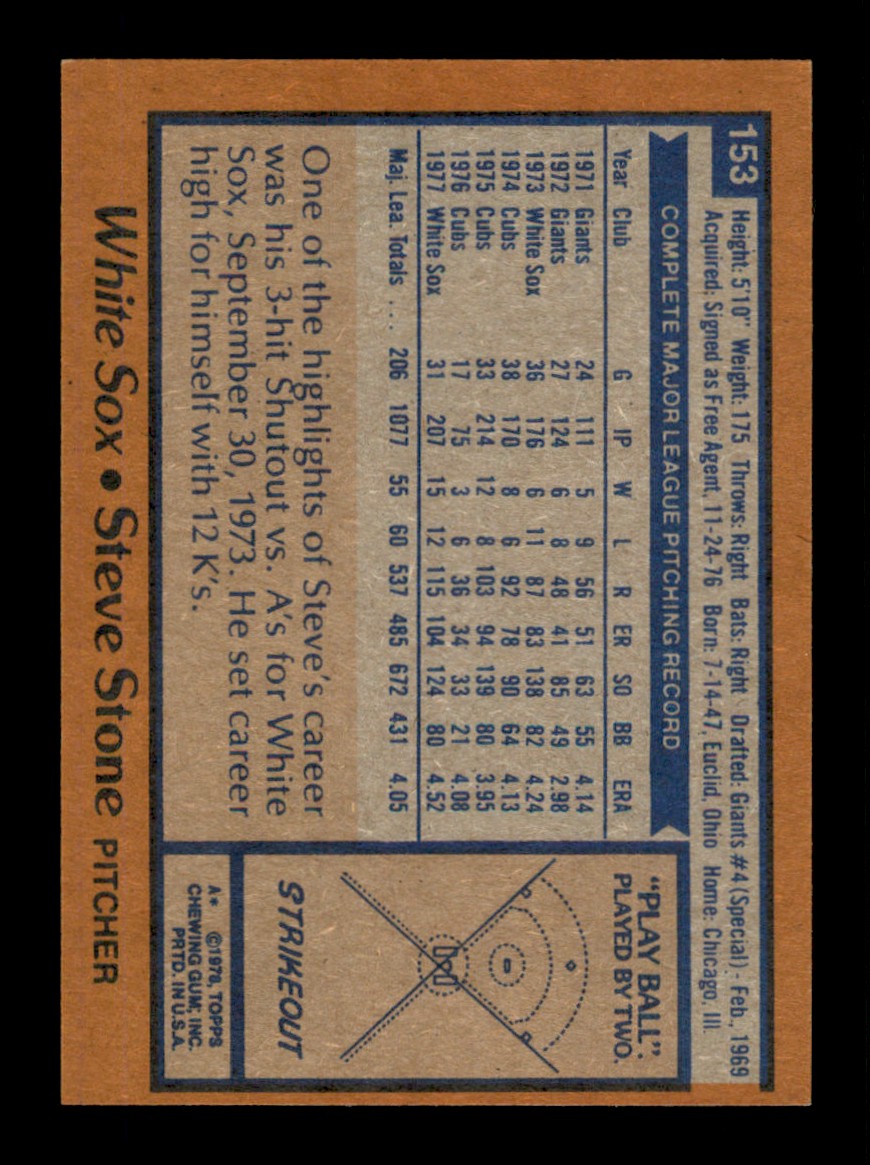 153
Height: 5'10" Weight: 175 Throws: Right Bats: Right Drafted: Giants #4 (Special) - Feb., 1969
Acquired: Signed as Free Agent, 11-24-76 Born: 7-14-47, Euclid, Ohio Home: Chicago, Ill.
COMPLETE MAJOR LEAGUE PITCHING RECORD
Year Club G IP W L R ER SO BB ERA
1971 Giants 24 111 5 9 56 51 63 55 4.14
1972 Giants 27 124 6 8 48 41 85 49 2.98
1973 White Sox 36 176 6 11 87 83 138 82 4.24
1974 Cubs 38 170 8 6 92 78 90 64 4.13
1975 Cubs 33 214 12 8 103 94 139 80 3.95
1976 Cubs 17 75 3 6 36 34 33 21 4.08
1977 White Sox 31 207 15 12 115 104 124 80 4.52
Maj. Lea. Totals ... 206 1077 55 60 537 485 672 431 4.05
One of the highlights of Steve's career
was his 3-hit Shutout vs. A's for White
Sox, September 30, 1973. He set career
high for himself with 12 K's.
"PLAY BALL".
PLAYED BY TWO.
STRIKEOUT
A* ©1978, TOPPS
CHEWING GUM, INC.
PRTD. IN U.S.A.
White Sox • Steve Stone PITCHER